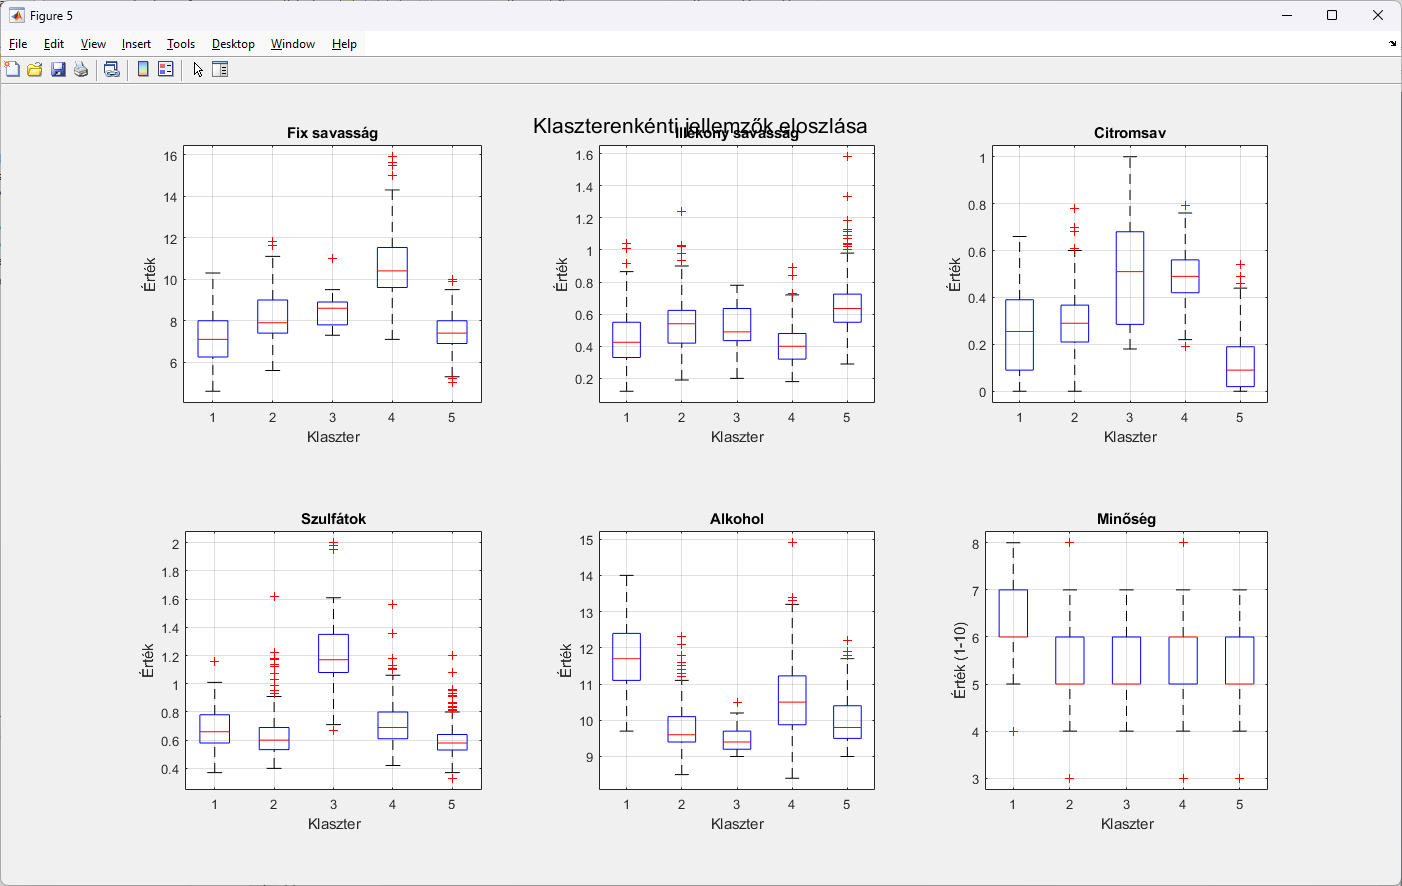 Figure 5
File Edit View Insert Tools Desktop Window Help
Klaszterenkénti jellemzők eloszlása
Fix savasság
16
14
12
10
8
6
Érték
1 2 3 4 5
Klaszter
Illékony savasság
1.6
1.4
1.2
1
0.8
0.6
0.4
0.2
Érték
1 2 3 4 5
Klaszter
Citromsav
1
0.8
0.6
0.4
0.2
0
Érték
1 2 3 4 5
Klaszter
Szulfátok
2
1.8
1.6
1.4
1.2
1
0.8
0.6
0.4
Érték
1 2 3 4 5
Klaszter
Alkohol
15
14
13
12
11
10
9
Érték
1 2 3 4 5
Klaszter
Minőség
8
7
6
5
4
3
Érték (1-10)
1 2 3 4 5
Klaszter